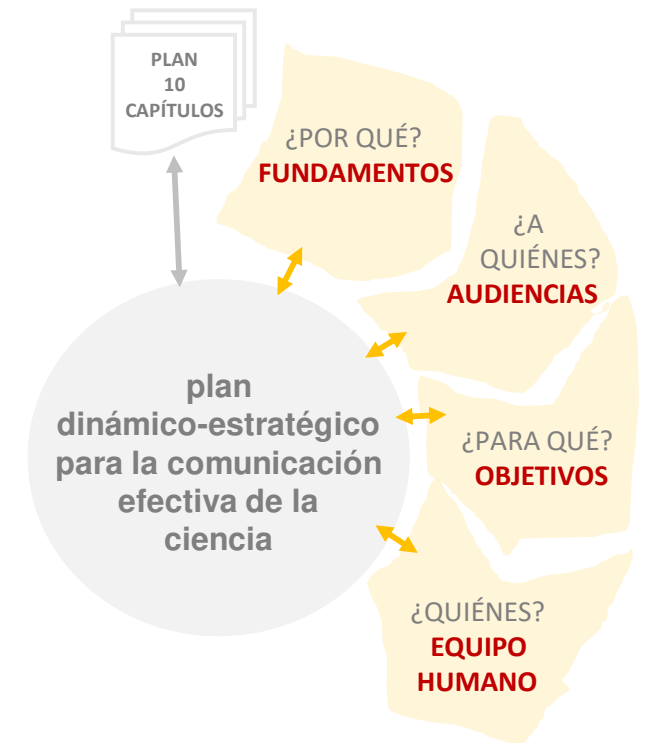 PLAN
10
CAPÍTULOS
¿POR QUÉ?
FUNDAMENTOS
¿A
QUIÉNES?
AUDIENCIAS
plan
dinámico-estratégico
para la comunicación
efectiva de la
ciencia
¿PARA QUÉ?
OBJETIVOS
¿QUIÉNES?
EQUIPO
HUMANO